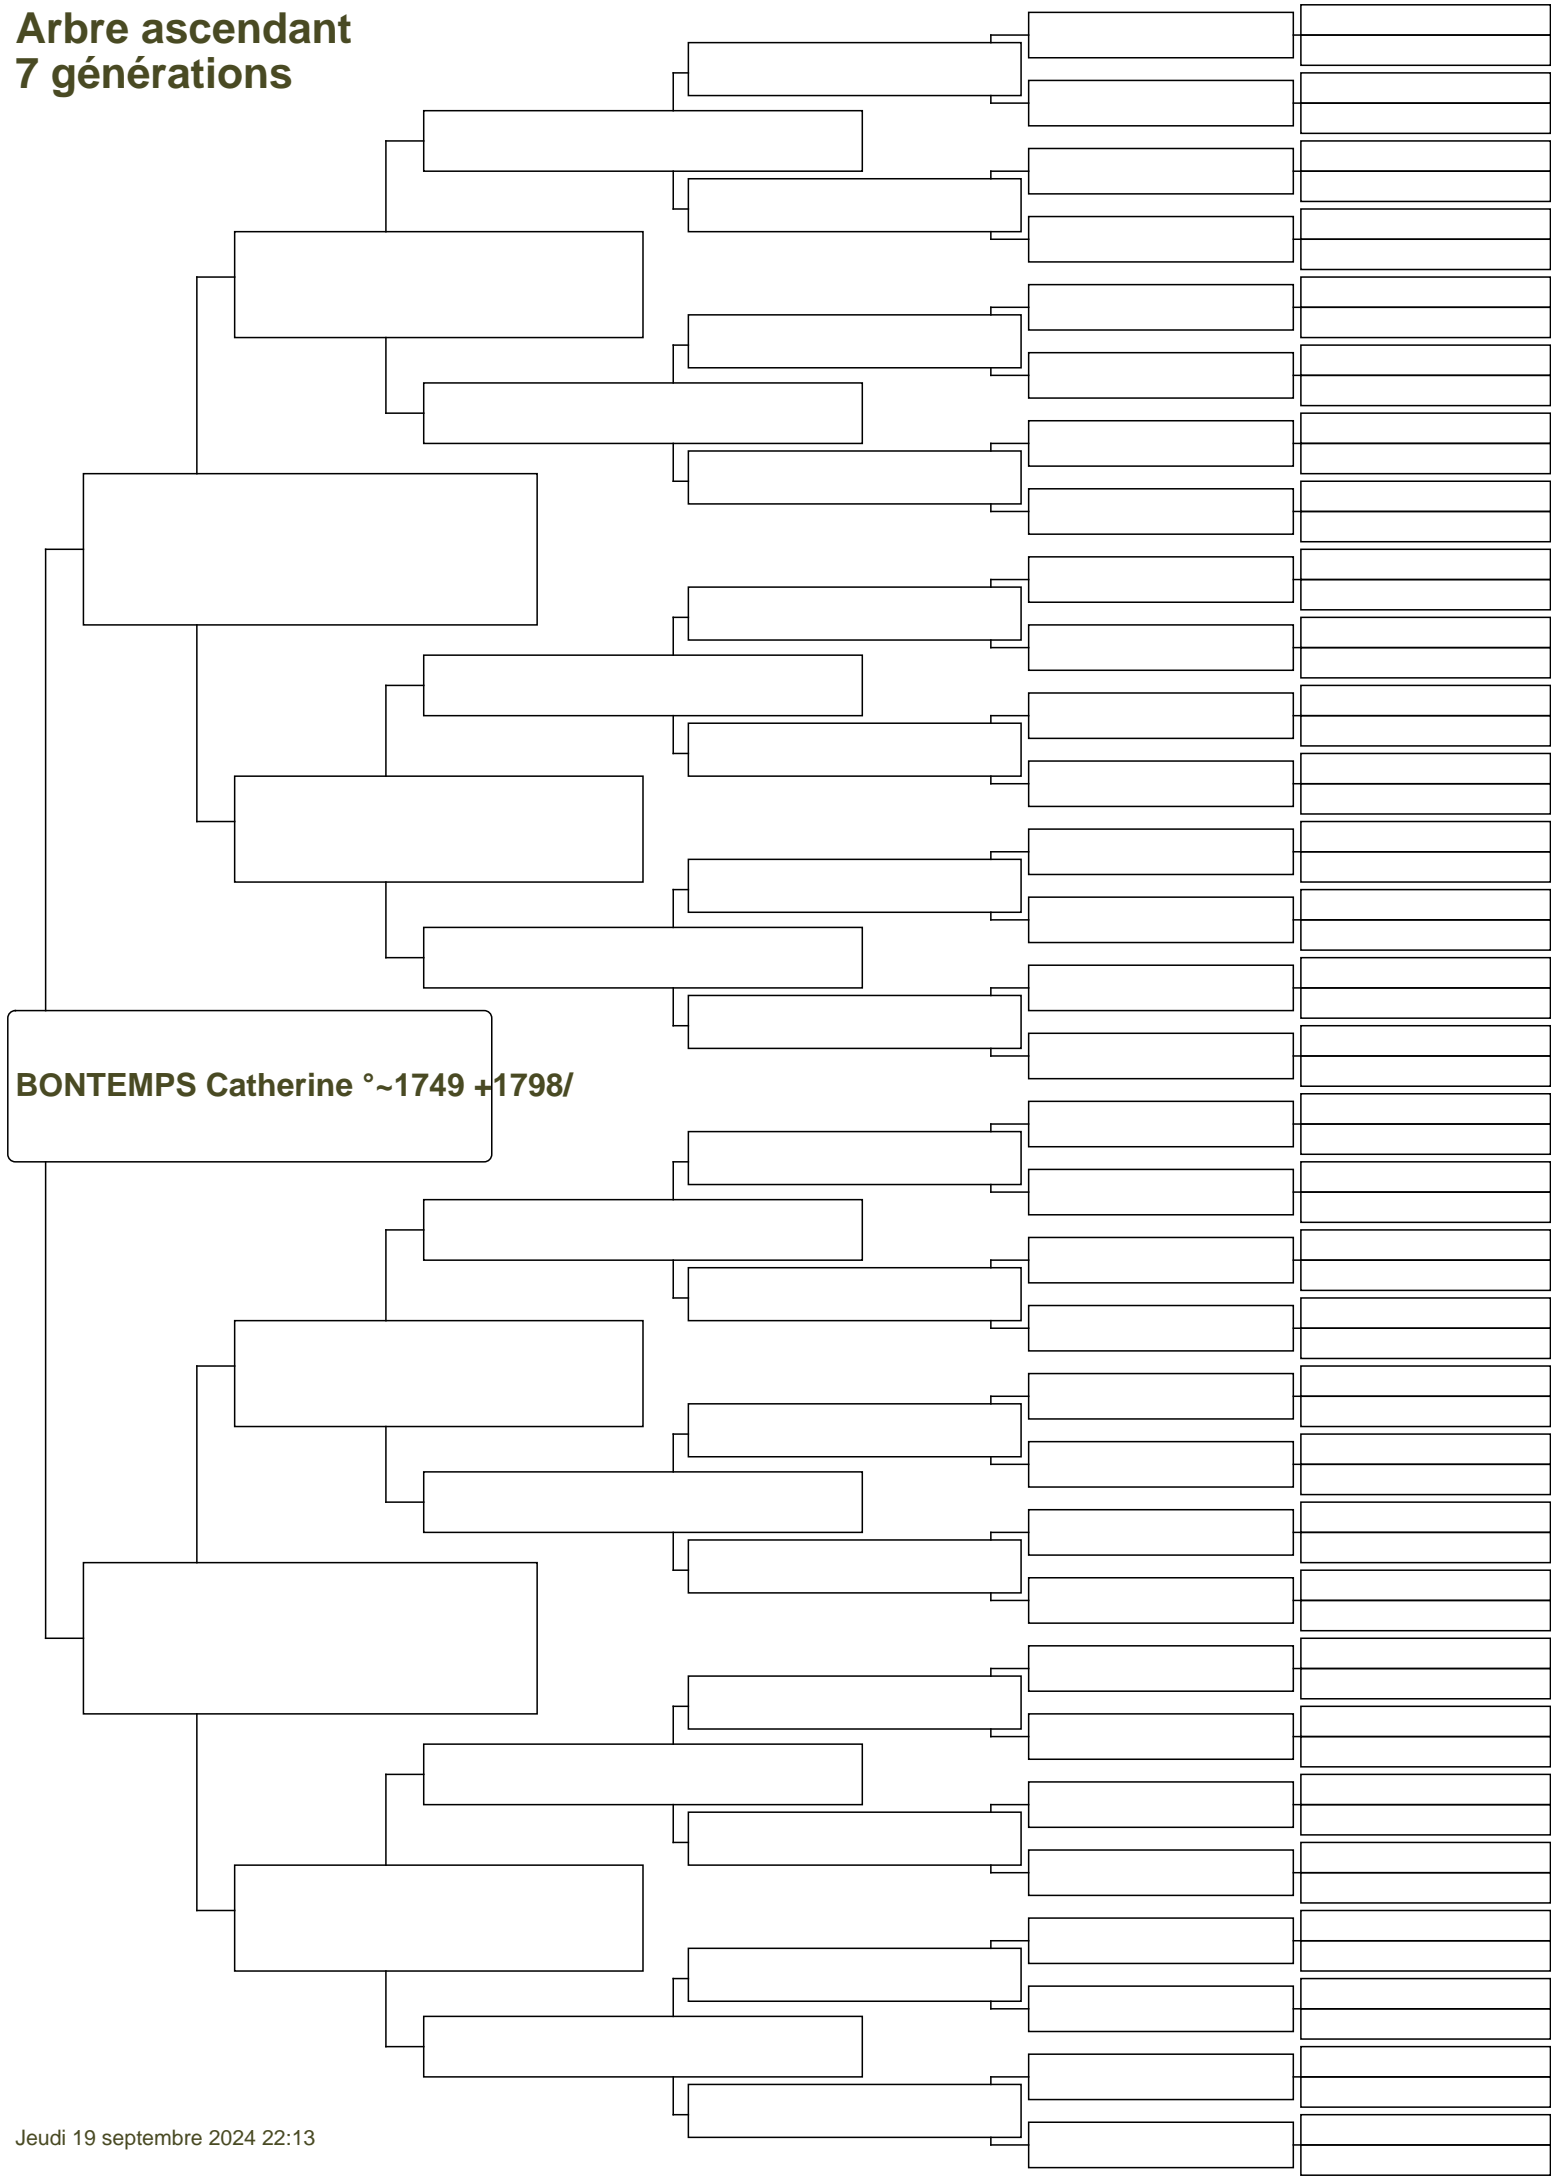 Arbre ascendant
7 générations
BONTEMPS Catherine °~1749 +1798/
Jeudi 19 septembre 2024 22:13